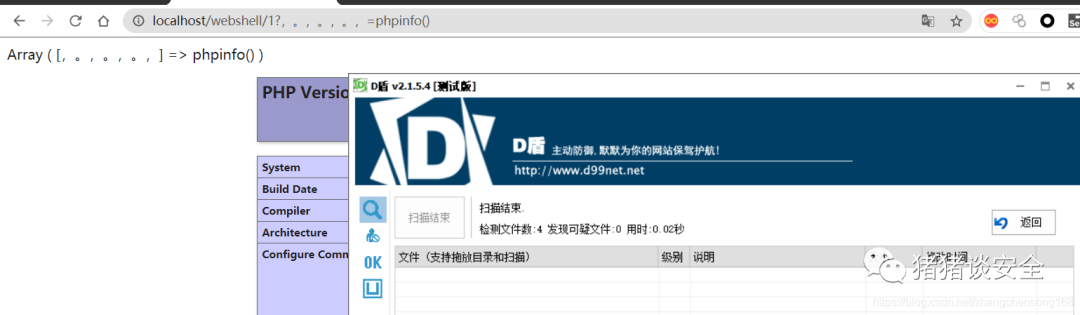 localhost/webshell/1?，。，。，。，=phpinfo()
Array ( [，。，。，。，] => phpinfo() )
PHP Versio
System
Build Date
Compiler
Architecture
Configure Comm
D盾 v2.1.5.4 [测试版]
D盾 主动防御,默默为你的网站保驾护航!
http://www.d99net.net
扫描结束
扫描结束.
检测文件数:4 发现可疑文件:0 用时:0.02秒
返回
OK
文件（支持拖放目录和扫描） 级别 说明
猪猪谈安全
https://blog.csdn.net/zhangchensong168